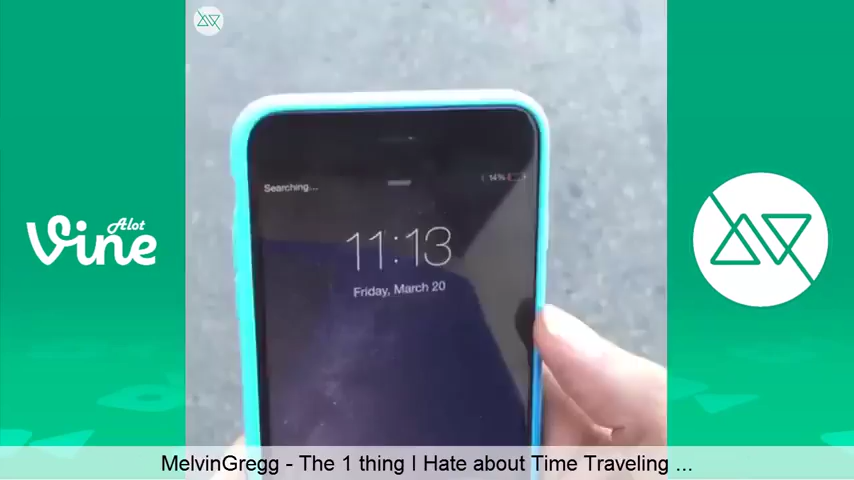 Searching...
14%
11:13
Friday, March 20
Alot
Vine
MelvinGregg - The 1 thing I Hate about Time Traveling ...